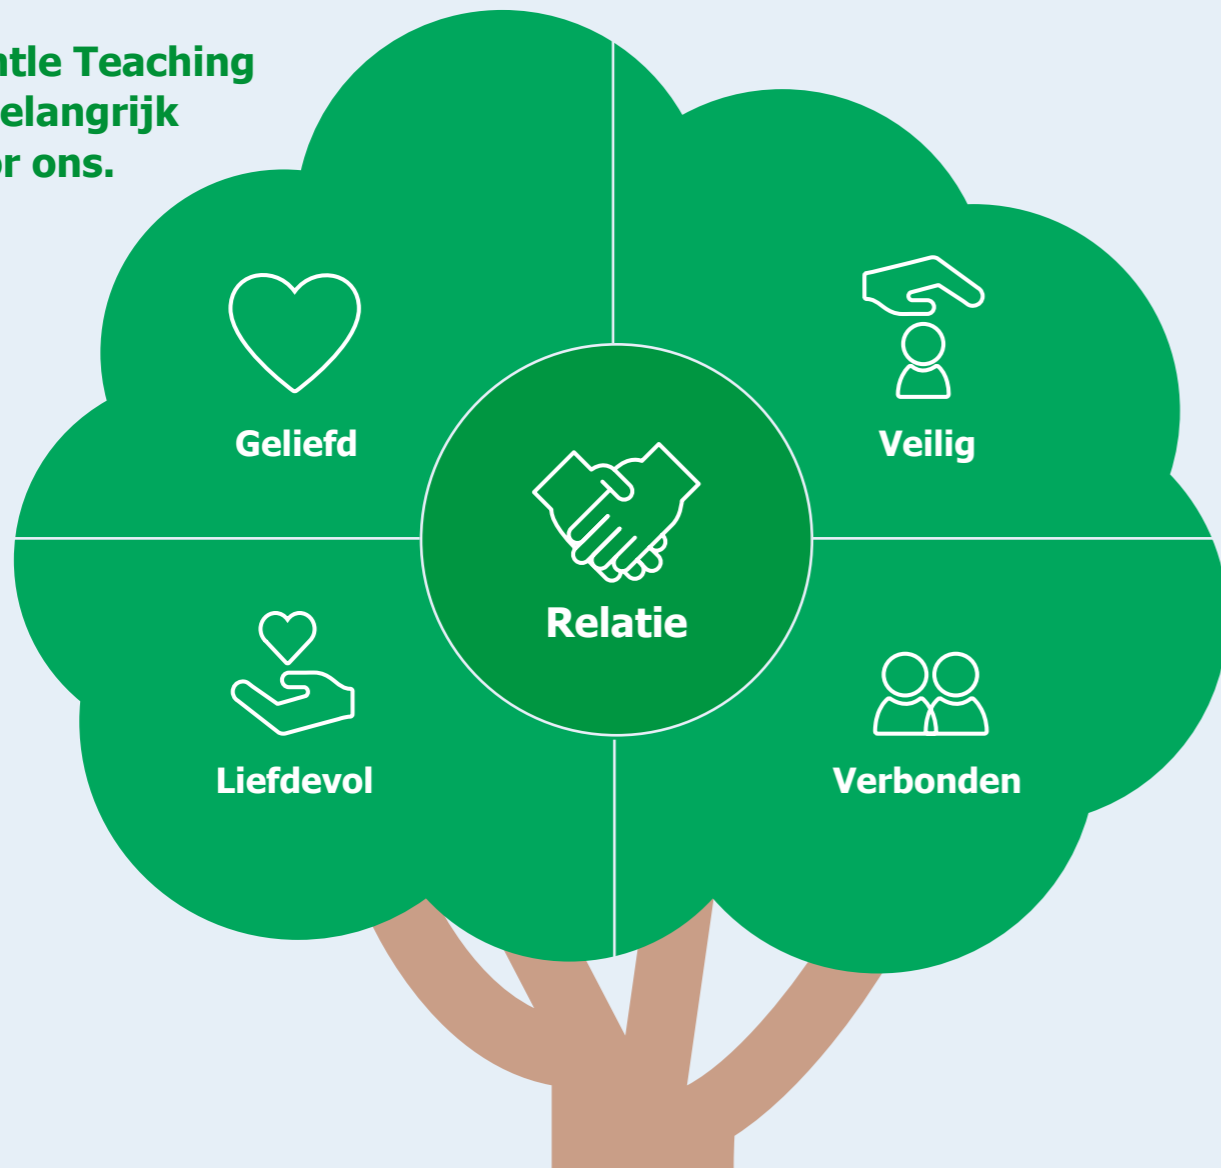 ntle Teaching
elangrijk
or ons.
Geliefd
Veilig
Relatie
Liefdevol
Verbonden